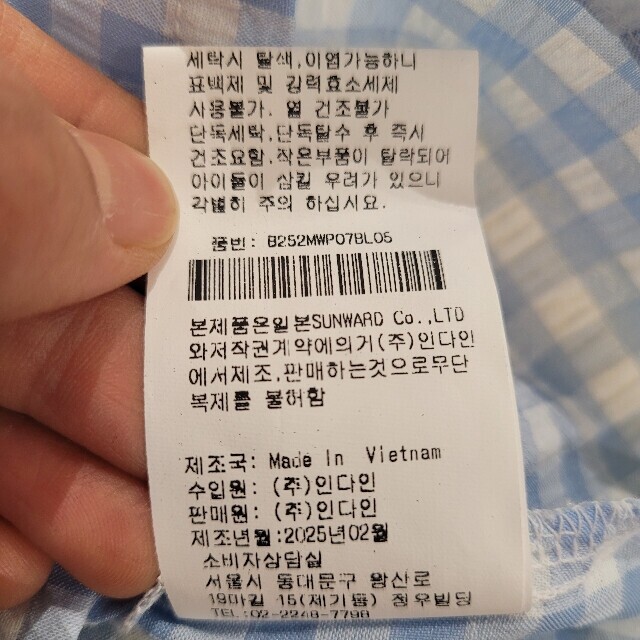 세탁시 탈색,이염가능하니
표백제 및 강력효소세제
사용불가. 열 건조불가
단독세탁,단독탈수 후 즉시
건조요함.작은부품이 탈락되어
아이들이 삼킬 우려가 있으니
각별히 주의 하십시요.
품번: B252MWP07BL05
본제품은일본SUNWARD Co.,LTD
와저작권계약에의기(주)인다인
에서제조,판매하는것으로무단
복제를 불허함
제조국: Made In Vietnam
수입원: (주)인다인
판매원: (주)인다인
제조년월:2025년02월
소비자상담실
서울시 동대문구 왕산로
19마길 15(제기동) 정우빌딩
TEL:02-2248-7798